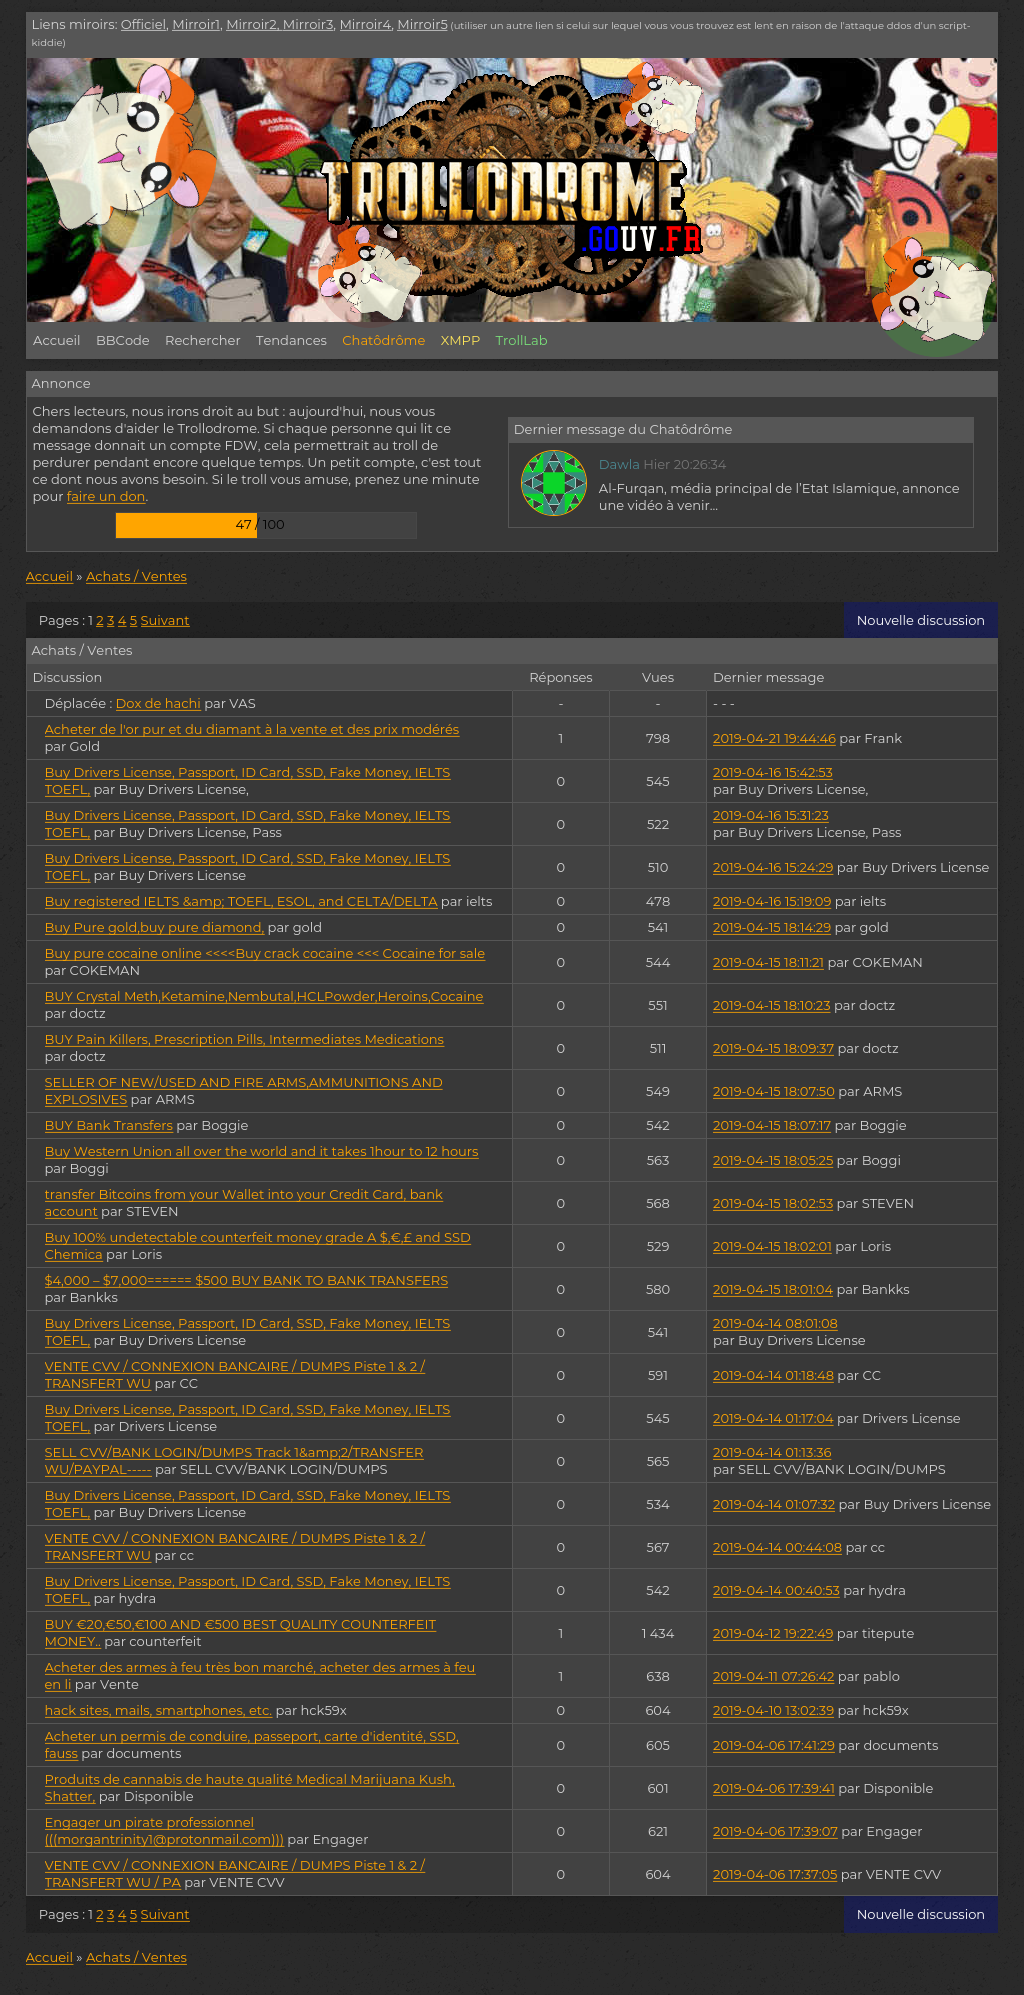 Liens miroirs: Officiel, Mirroir1, Mirroir2, Mirroir3, Mirroir4, Mirroir5 (utiliser un autre lien si celui sur lequel vous vous trouvez est lent en raison de l'attaque ddos d'un script-
kiddie)
TROLLODROME
.GOUV.FR
Accueil BBCode Rechercher Tendances Chatôdrôme XMPP TrollLab
Annonce
Chers lecteurs, nous irons droit au but : aujourd'hui, nous vous
demandons d'aider le Trollodrome. Si chaque personne qui lit ce
message donnait un compte FDW, cela permettrait au troll de
perdurer pendant encore quelque temps. Un petit compte, c'est tout
ce dont nous avons besoin. Si le troll vous amuse, prenez une minute
pour faire un don.
47 / 100
Dernier message du Chatôdrôme
Dawla Hier 20:26:34
Al-Furqan, média principal de l'Etat Islamique, annonce
une vidéo à venir...
Accueil » Achats / Ventes
Pages : 1 2 3 4 5 Suivant Nouvelle discussion
Achats / Ventes
Discussion Réponses Vues Dernier message
Déplacée : Dox de hachi par VAS - - - - -
Acheter de l'or pur et du diamant à la vente et des prix modérés
par Gold 1 798 2019-04-21 19:44:46 par Frank
Buy Drivers License, Passport, ID Card, SSD, Fake Money, IELTS
TOEFL, par Buy Drivers License, 0 545 2019-04-16 15:42:53
par Buy Drivers License,
Buy Drivers License, Passport, ID Card, SSD, Fake Money, IELTS
TOEFL, par Buy Drivers License, Pass 0 522 2019-04-16 15:31:23
par Buy Drivers License, Pass
Buy Drivers License, Passport, ID Card, SSD, Fake Money, IELTS
TOEFL, par Buy Drivers License 0 510 2019-04-16 15:24:29 par Buy Drivers License
Buy registered IELTS &amp; TOEFL, ESOL, and CELTA/DELTA par ielts 0 478 2019-04-16 15:19:09 par ielts
Buy Pure gold,buy pure diamond, par gold 0 541 2019-04-15 18:14:29 par gold
Buy pure cocaine online <<<<Buy crack cocaine <<< Cocaine for sale
par COKEMAN 0 544 2019-04-15 18:11:21 par COKEMAN
BUY Crystal Meth,Ketamine,Nembutal,HCLPowder,Heroins,Cocaine
par doctz 0 551 2019-04-15 18:10:23 par doctz
BUY Pain Killers, Prescription Pills, Intermediates Medications
par doctz 0 511 2019-04-15 18:09:37 par doctz
SELLER OF NEW/USED AND FIRE ARMS,AMMUNITIONS AND
EXPLOSIVES par ARMS 0 549 2019-04-15 18:07:50 par ARMS
BUY Bank Transfers par Boggie 0 542 2019-04-15 18:07:17 par Boggie
Buy Western Union all over the world and it takes 1hour to 12 hours
par Boggi 0 563 2019-04-15 18:05:25 par Boggi
transfer Bitcoins from your Wallet into your Credit Card, bank
account par STEVEN 0 568 2019-04-15 18:02:53 par STEVEN
Buy 100% undetectable counterfeit money grade A $,€,£ and SSD
Chemica par Loris 0 529 2019-04-15 18:02:01 par Loris
$4,000 – $7,000====== $500 BUY BANK TO BANK TRANSFERS
par Bankks 0 580 2019-04-15 18:01:04 par Bankks
Buy Drivers License, Passport, ID Card, SSD, Fake Money, IELTS
TOEFL, par Buy Drivers License 0 541 2019-04-14 08:01:08
par Buy Drivers License
VENTE CVV / CONNEXION BANCAIRE / DUMPS Piste 1 & 2 /
TRANSFERT WU par CC 0 591 2019-04-14 01:18:48 par CC
Buy Drivers License, Passport, ID Card, SSD, Fake Money, IELTS
TOEFL, par Drivers License 0 545 2019-04-14 01:17:04 par Drivers License
SELL CVV/BANK LOGIN/DUMPS Track 1&amp;2/TRANSFER
WU/PAYPAL----- par SELL CVV/BANK LOGIN/DUMPS 0 565 2019-04-14 01:13:36
par SELL CVV/BANK LOGIN/DUMPS
Buy Drivers License, Passport, ID Card, SSD, Fake Money, IELTS
TOEFL, par Buy Drivers License 0 534 2019-04-14 01:07:32 par Buy Drivers License
VENTE CVV / CONNEXION BANCAIRE / DUMPS Piste 1 & 2 /
TRANSFERT WU par cc 0 567 2019-04-14 00:44:08 par cc
Buy Drivers License, Passport, ID Card, SSD, Fake Money, IELTS
TOEFL, par hydra 0 542 2019-04-14 00:40:53 par hydra
BUY €20,€50,€100 AND €500 BEST QUALITY COUNTERFEIT
MONEY.. par counterfeit 1 1 434 2019-04-12 19:22:49 par titepute
Acheter des armes à feu très bon marché, acheter des armes à feu
en li par Vente 1 638 2019-04-11 07:26:42 par pablo
hack sites, mails, smartphones, etc. par hck59x 0 604 2019-04-10 13:02:39 par hck59x
Acheter un permis de conduire, passeport, carte d'identité, SSD,
fauss par documents 0 605 2019-04-06 17:41:29 par documents
Produits de cannabis de haute qualité Medical Marijuana Kush,
Shatter, par Disponible 0 601 2019-04-06 17:39:41 par Disponible
Engager un pirate professionnel
(((morgantrinity1@protonmail.com))) par Engager 0 621 2019-04-06 17:39:07 par Engager
VENTE CVV / CONNEXION BANCAIRE / DUMPS Piste 1 & 2 /
TRANSFERT WU / PA par VENTE CVV 0 604 2019-04-06 17:37:05 par VENTE CVV
Pages : 1 2 3 4 5 Suivant Nouvelle discussion
Accueil » Achats / Ventes